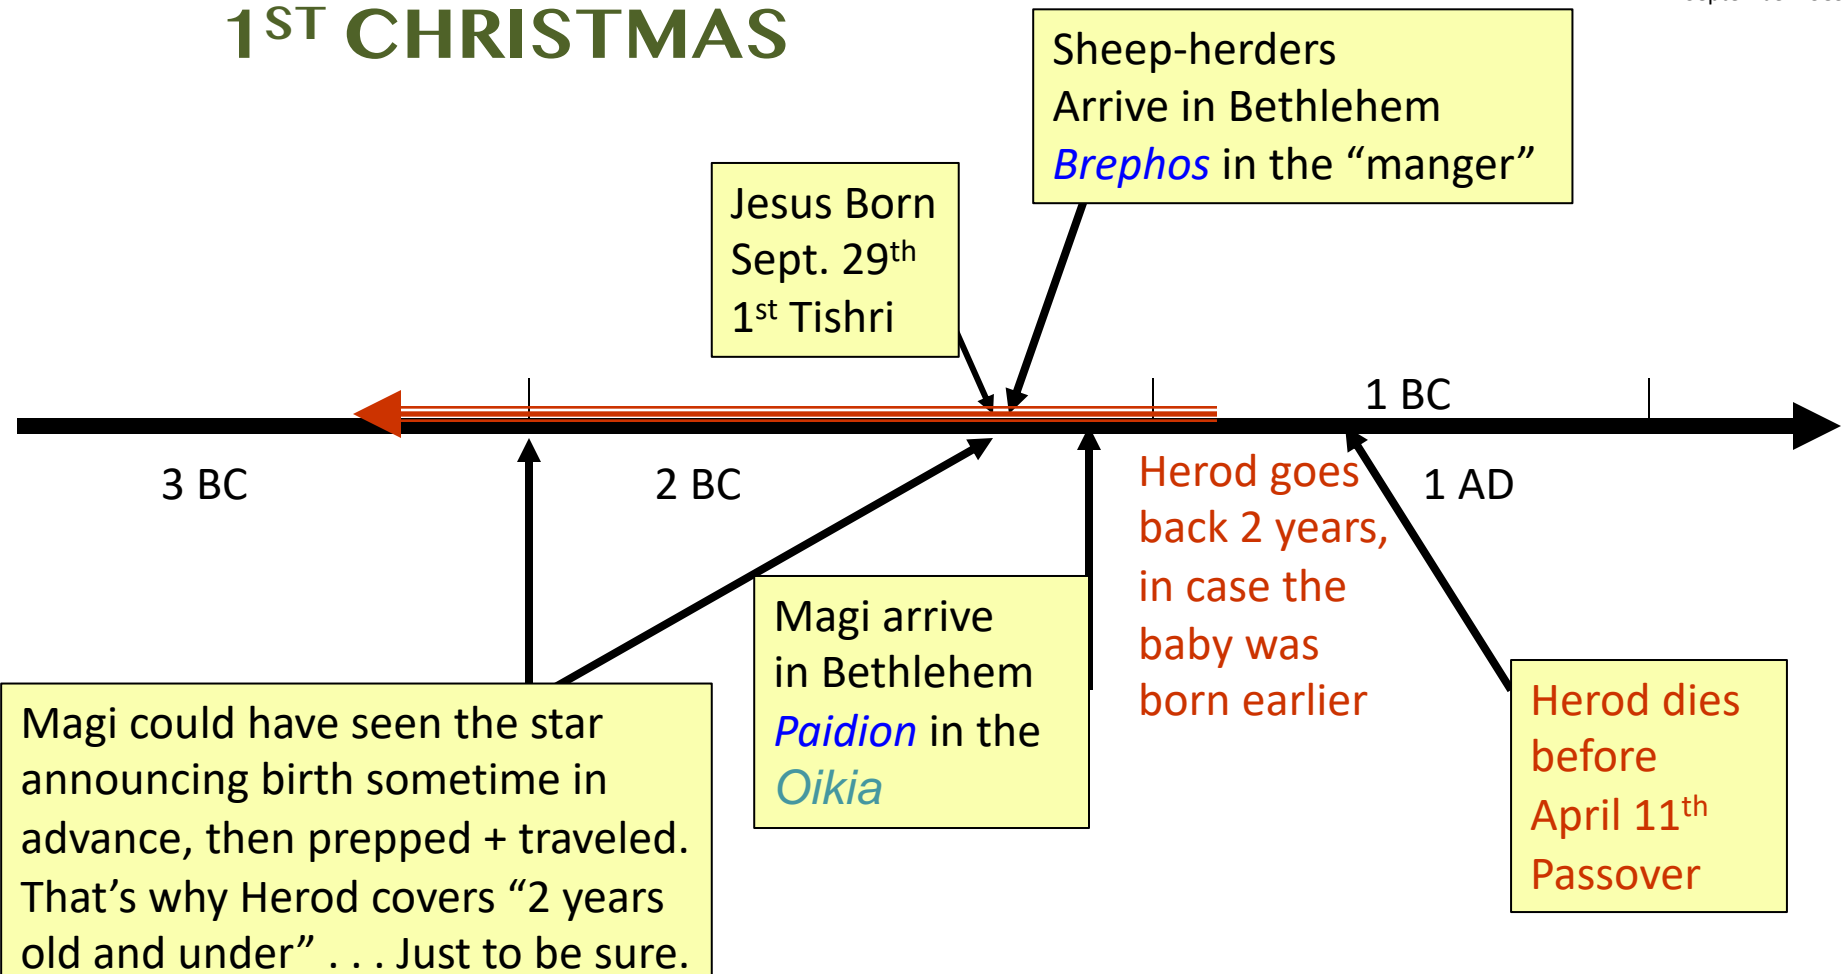 1ST CHRISTMAS
Sheep-herders
Arrive in Bethlehem
Brephos in the “manger”
Jesus Born
Sept. 29th
1st Tishri
1 BC
3 BC
2 BC
1 AD
Herod goes
back 2 years,
in case the
baby was
born earlier
Magi could have seen the star
announcing birth sometime in
advance, then prepped + traveled.
That’s why Herod covers “2 years
old and under” . . . Just to be sure.
Magi arrive
in Bethlehem
Paidion in the
Oikia
Herod dies
before
April 11th
Passover